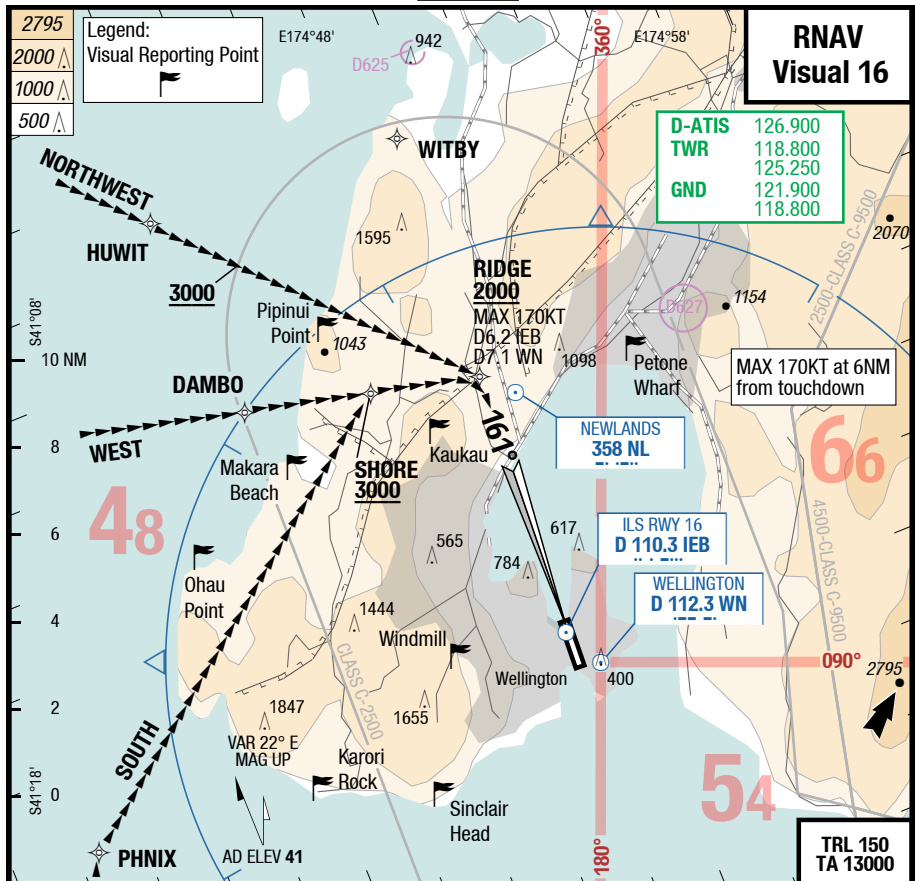 2795
2000
1000
500
Legend:
Visual Reporting Point
E174°48'
942
D625
360°
E174°58'
RNAV
Visual 16
D-ATIS 126.900
TWR 118.800
125.250
GND 121.900
118.800
NORTHWEST
HUWIT
WITBY
1595
3000
Pipinui
Point
1043
RIDGE
2000
MAX 170KT
D6.2 IEB
D7.1 WN
1098
D627
1154
2070
2500-CLASS C-9500
Petone
Wharf
MAX 170KT at 6NM
from touchdown
S41°08'
10 NM
DAMBO
WEST
8
Makara
Beach
SHORE
3000
Kaukau
161°
NEWLANDS
358 NL
66
48
6
565
617
784
ILS RWY 16
D 110.3 IEB
4500-CLASS C-9500
Ohau
Point
WELLINGTON
D 112.3 WN
4
1444
Windmill
Wellington
400
090°
2795
2
CLASS C-2500
1847
1655
VAR 22° E
MAG UP
SOUTH
Karori
Rock
S41°18'
0
Sinclair
Head
54
180°
PHNIX
AD ELEV 41
TRL 150
TA 13000